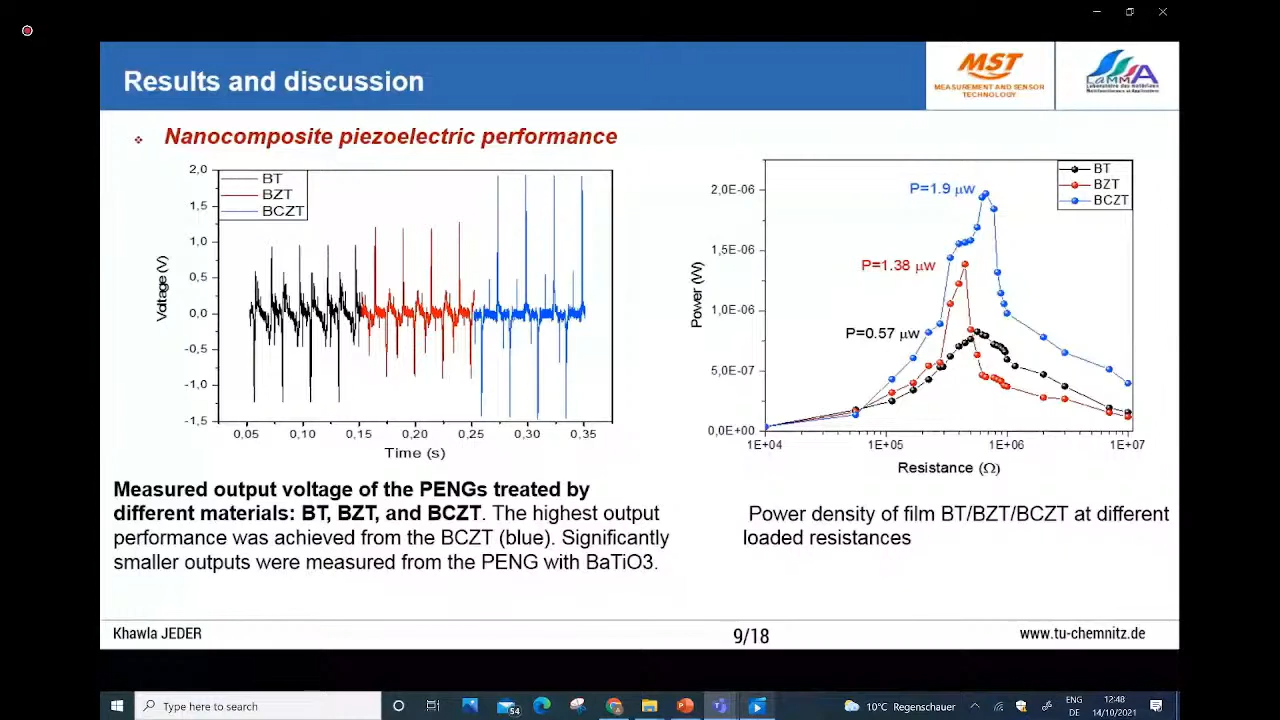 Results and discussion
MST
MEASUREMENT AND SENSOR
TECHNOLOGY
LaMMA
❖ Nanocomposite piezoelectric performance
2,0
1,5
1,0
0,5
0,0
-0,5
-1,0
-1,5
Voltage (V)
BT
BZT
BCZT
0,05 0,10 0,15 0,20 0,25 0,30 0,35
Time (s)
2,0E-06
1,5E-06
1,0E-06
5,0E-07
0,0E+00
Power (W)
P=1.9 μw
P=1.38 μw
P=0.57 μw
BT
BZT
BCZT
1E+04 1E+05 1E+06 1E+07
Resistance (Ω)
Measured output voltage of the PENGs treated by
different materials: BT, BZT, and BCZT. The highest output
performance was achieved from the BCZT (blue). Significantly
smaller outputs were measured from the PENG with BaTiO3.
Power density of film BT/BZT/BCZT at different
loaded resistances
Khawla JEDER
9/18
www.tu-chemnitz.de
Type here to search
54
10°C Regenschauer
ENG
DE
12:48
14/10/2021